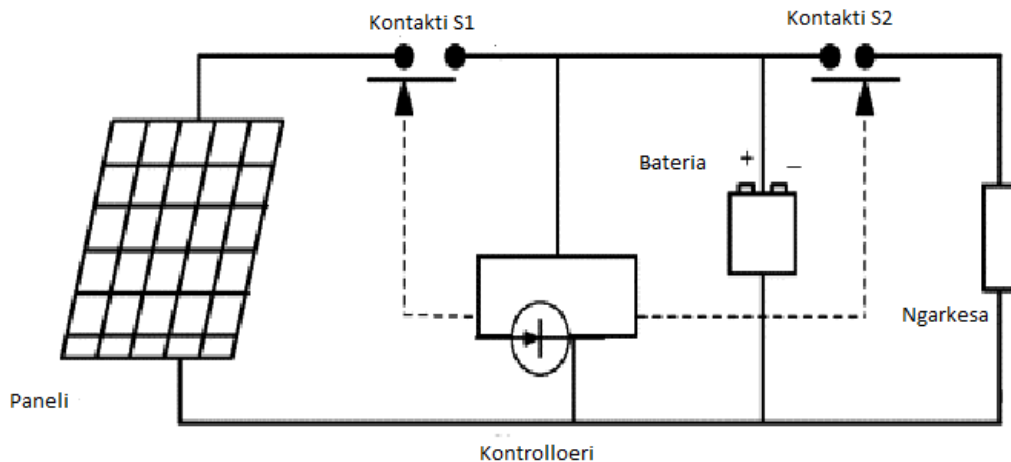 Kontakti S1
Kontakti S2
Bateria
+ _
Ngarkesa
Paneli
Kontrolloeri